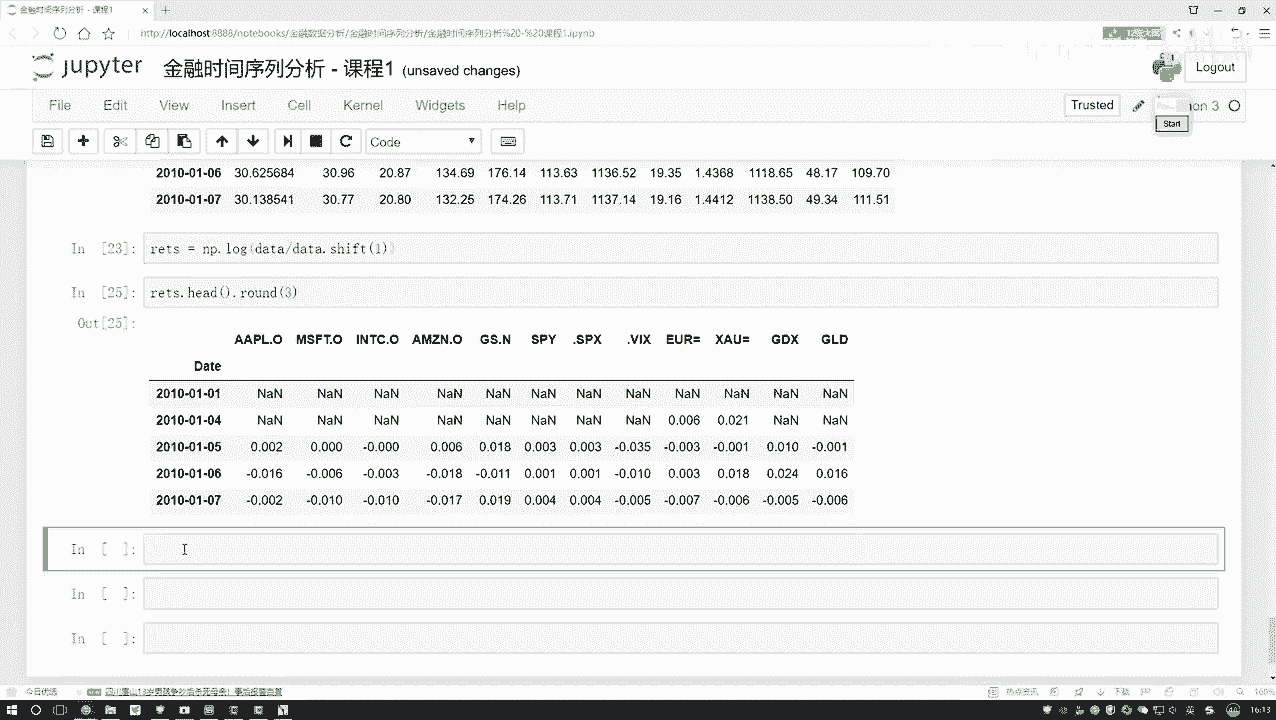 金融时间序列分析 - 课程1
http://localhost:8888/notebooks/金融数据分析/金融时间序列分析/金融时间序列分析%20-%20课程1.ipynb
jupyter 金融时间序列分析 - 课程1 (unsaved changes)
Logout
File Edit View Insert Cell Kernel Widgets Help
Trusted
on 3
Start
Code
2010-01-06 30.625684 30.96 20.87 134.69 176.14 113.63 1136.52 19.35 1.4368 1118.65 48.17 109.70
2010-01-07 30.138541 30.77 20.80 132.25 174.26 113.71 1137.14 19.16 1.4412 1138.50 49.34 111.51
In [23]: rets = np.log(data/data.shift(1))
In [25]: rets.head().round(3)
Out[25]:
AAPL.O MSFT.O INTC.O AMZN.O GS.N SPY .SPX .VIX EUR= XAU= GDX GLD
Date
2010-01-01 NaN NaN NaN NaN NaN NaN NaN NaN NaN NaN NaN NaN
2010-01-04 NaN NaN NaN NaN NaN NaN NaN NaN 0.006 0.021 NaN NaN
2010-01-05 0.002 0.000 -0.000 0.006 0.018 0.003 0.003 -0.035 -0.003 -0.001 0.010 -0.001
2010-01-06 -0.016 -0.006 -0.003 -0.018 -0.011 0.001 0.001 -0.010 0.003 0.018 0.024 0.016
2010-01-07 -0.002 -0.010 -0.010 -0.017 0.019 0.004 0.004 -0.005 -0.007 -0.006 -0.005 -0.006
In [ ]:
In [ ]:
In [ ]:
今日优选
热点资讯
下载
160%
16:13